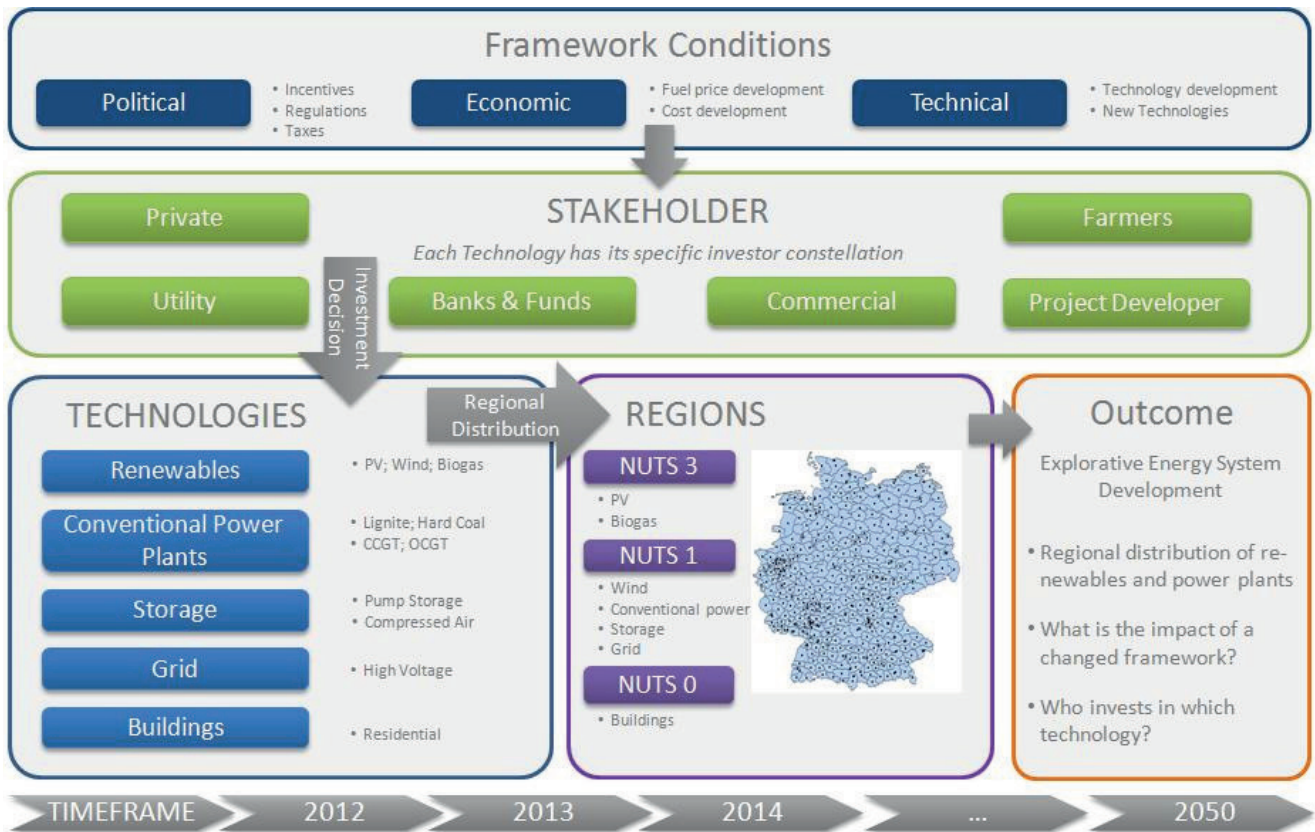 Framework Conditions
Political
• Incentives
• Regulations
• Taxes
Economic
• Fuel price development
• Cost development
Technical
• Technology development
• New Technologies
STAKEHOLDER
Each Technology has its specific investor constellation
Private
Farmers
Utility
Investment
Decision
Banks & Funds
Commercial
Project Developer
TECHNOLOGIES
Renewables
• PV; Wind; Biogas
Conventional Power
Plants
• Lignite; Hard Coal
• CCGT; OCGT
Storage
• Pump Storage
• Compressed Air
Grid
• High Voltage
Buildings
• Residential
Regional
Distribution
REGIONS
NUTS 3
• PV
• Biogas
NUTS 1
• Wind
• Conventional power
• Storage
• Grid
NUTS 0
• Buildings
Outcome
Explorative Energy System
Development
• Regional distribution of re-
newables and power plants
• What is the impact of a
changed framework?
• Who invests in which
technology?
TIMEFRAME
2012
2013
2014
...
2050